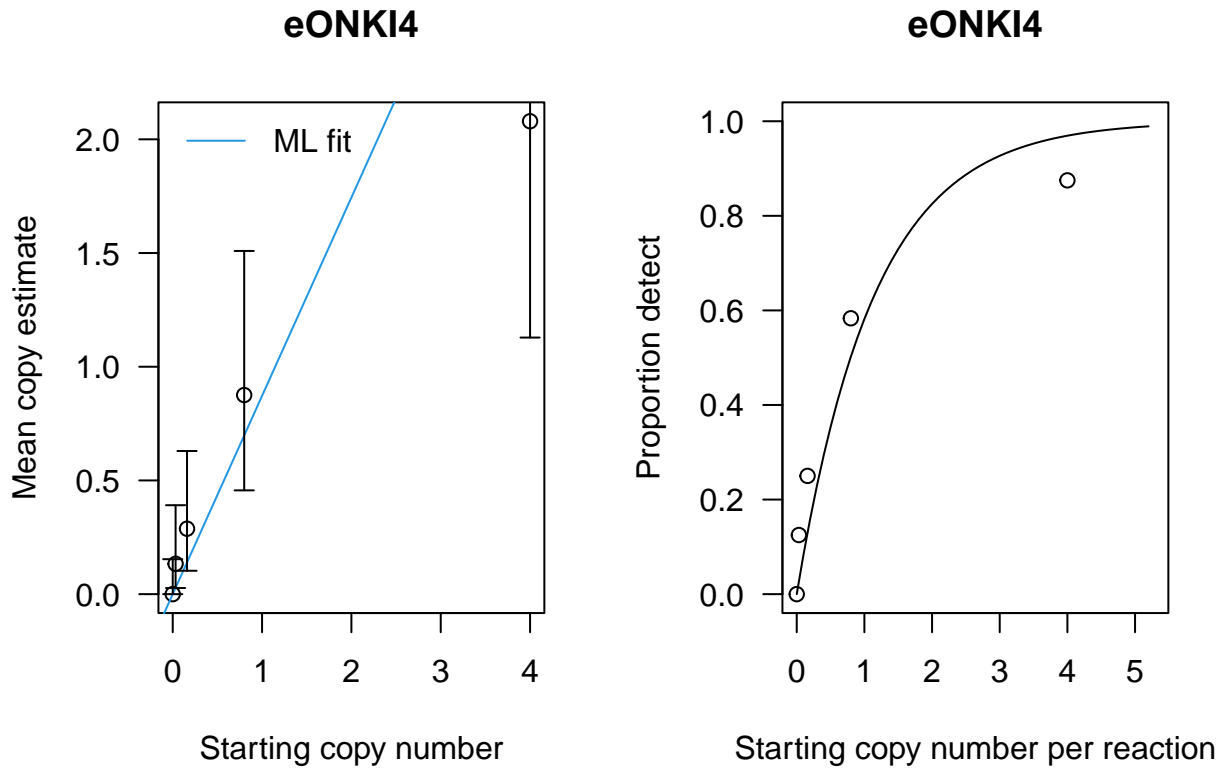 eONKI4
Mean copy estimate
2.0
1.5
1.0
0.5
0.0
ML fit
0 1 2 3 4
Starting copy number
eONKI4
Proportion detect
1.0
0.8
0.6
0.4
0.2
0.0
0 1 2 3 4 5
Starting copy number per reaction